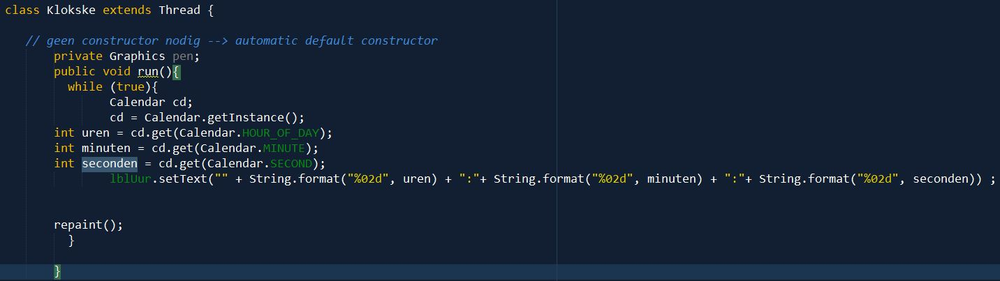 class Klokske extends Thread {
// geen constructor nodig --> automatic default constructor
private Graphics pen;
public void run(){
while (true){
Calendar cd;
cd = Calendar.getInstance();
int uren = cd.get(Calendar.HOUR_OF_DAY);
int minuten = cd.get(Calendar.MINUTE);
int seconden = cd.get(Calendar.SECOND);
lblUur.setText("" + String.format("%02d", uren) + ":"+ String.format("%02d", minuten) + ":"+ String.format("%02d", seconden)) ;
repaint();
}
}